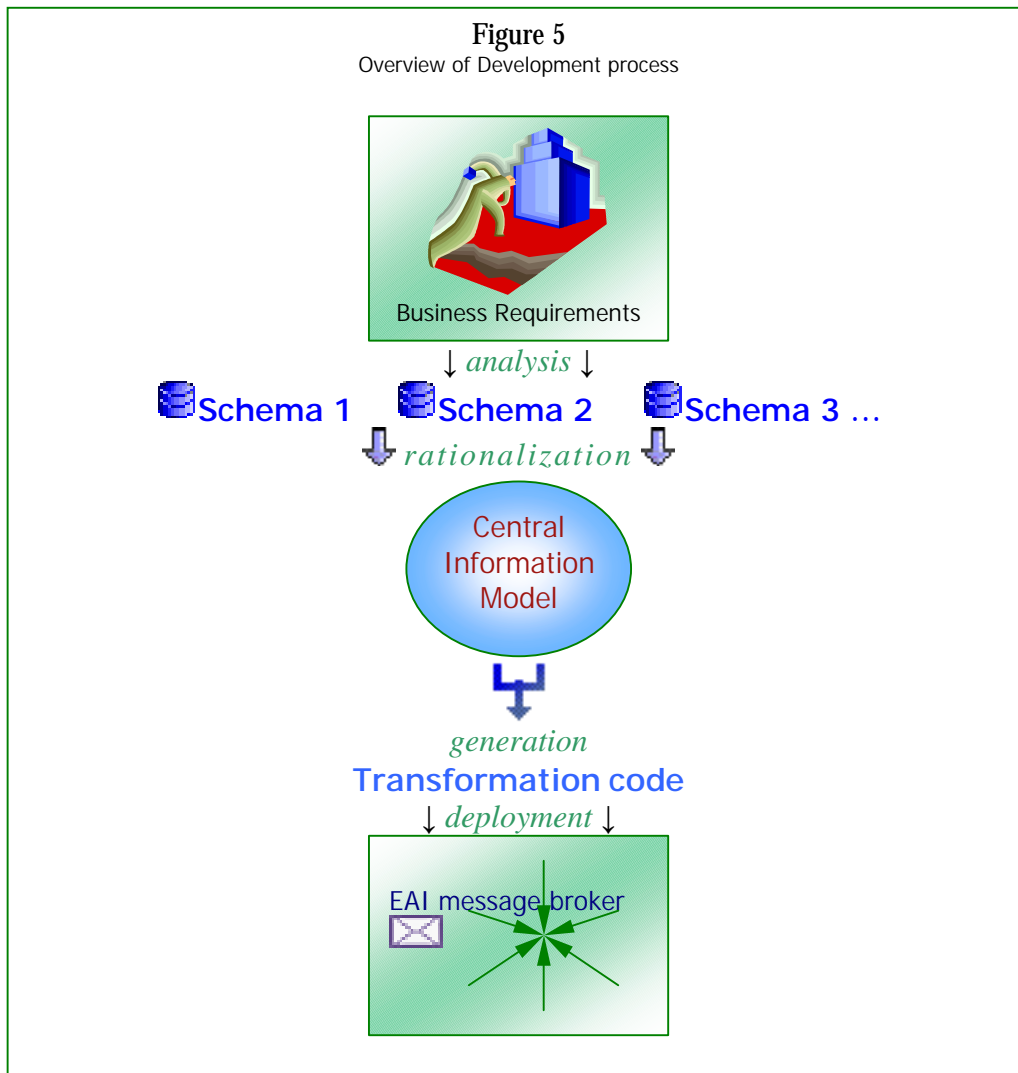 Figure 5
Overview of Development process
Business Requirements
↓ analysis ↓
Schema 1 Schema 2 Schema 3 ...
rationalization
Central
Information
Model
generation
Transformation code
↓ deployment ↓
EAI message broker